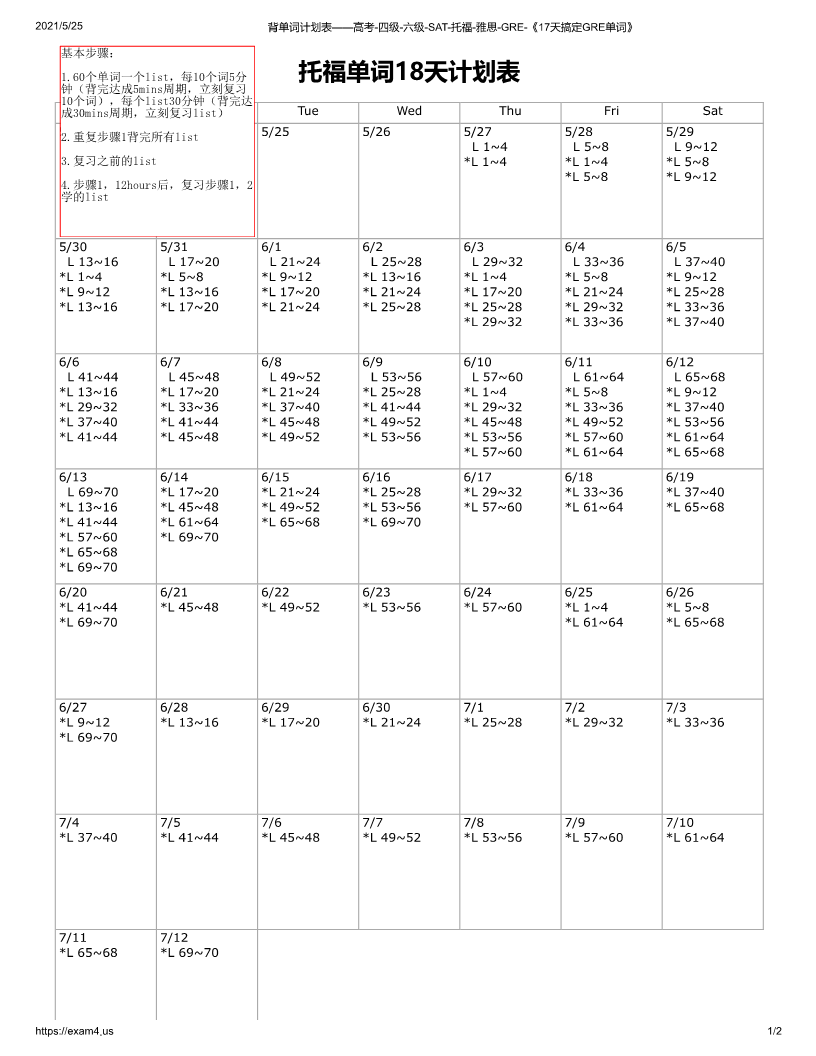 2021/5/25 背单词计划表——高考-四级-六级-SAT-托福-雅思-GRE-《17天搞定GRE单词》
托福单词18天计划表
基本步骤：
1.60个单词一个list，每10个词5分
钟（背完达成5mins周期，立刻复习
10个词），每个list30分钟（背完达
成30mins周期，立刻复习list）
2.重复步骤1背完所有list
3.复习之前的list
4.步骤1，12hours后，复习步骤1，2
学的list
Tue Wed Thu Fri Sat
5/25
5/26
5/27
L 1~4
*L 1~4
5/28
L 5~8
*L 1~4
*L 5~8
5/29
L 9~12
*L 5~8
*L 9~12
5/30
L 13~16
*L 1~4
*L 9~12
*L 13~16
5/31
L 17~20
*L 5~8
*L 13~16
*L 17~20
6/1
L 21~24
*L 9~12
*L 17~20
*L 21~24
6/2
L 25~28
*L 13~16
*L 21~24
*L 25~28
6/3
L 29~32
*L 1~4
*L 17~20
*L 25~28
*L 29~32
6/4
L 33~36
*L 5~8
*L 21~24
*L 29~32
*L 33~36
6/5
L 37~40
*L 9~12
*L 25~28
*L 33~36
*L 37~40
6/6
L 41~44
*L 13~16
*L 29~32
*L 37~40
*L 41~44
6/7
L 45~48
*L 17~20
*L 33~36
*L 41~44
*L 45~48
6/8
L 49~52
*L 21~24
*L 37~40
*L 45~48
*L 49~52
6/9
L 53~56
*L 25~28
*L 41~44
*L 49~52
*L 53~56
6/10
L 57~60
*L 1~4
*L 29~32
*L 45~48
*L 53~56
*L 57~60
6/11
L 61~64
*L 5~8
*L 33~36
*L 49~52
*L 57~60
*L 61~64
6/12
L 65~68
*L 9~12
*L 37~40
*L 53~56
*L 61~64
*L 65~68
6/13
L 69~70
*L 13~16
*L 41~44
*L 57~60
*L 65~68
*L 69~70
6/14
*L 17~20
*L 45~48
*L 61~64
*L 69~70
6/15
*L 21~24
*L 49~52
*L 65~68
6/16
*L 25~28
*L 53~56
*L 69~70
6/17
*L 29~32
*L 57~60
6/18
*L 33~36
*L 61~64
6/19
*L 37~40
*L 65~68
6/20
*L 41~44
*L 69~70
6/21
*L 45~48
6/22
*L 49~52
6/23
*L 53~56
6/24
*L 57~60
6/25
*L 1~4
*L 61~64
6/26
*L 5~8
*L 65~68
6/27
*L 9~12
*L 69~70
6/28
*L 13~16
6/29
*L 17~20
6/30
*L 21~24
7/1
*L 25~28
7/2
*L 29~32
7/3
*L 33~36
7/4
*L 37~40
7/5
*L 41~44
7/6
*L 45~48
7/7
*L 49~52
7/8
*L 53~56
7/9
*L 57~60
7/10
*L 61~64
7/11
*L 65~68
7/12
*L 69~70
https://exam4.us 1/2